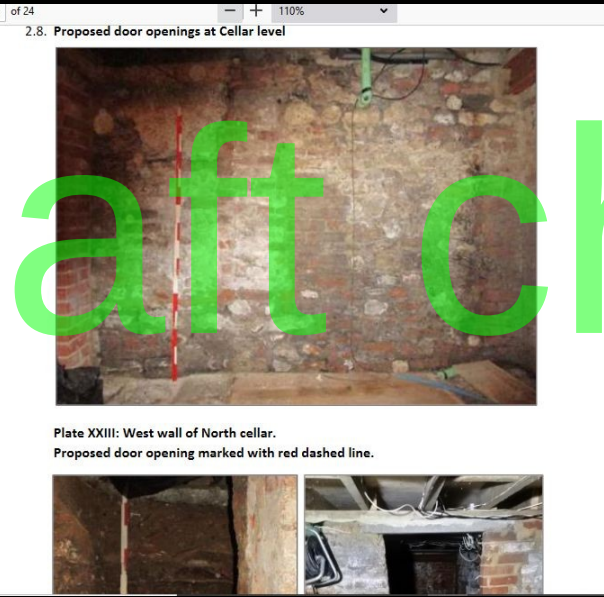 of 24
110%
2.8. Proposed door openings at Cellar level
aft c
Plate XXIII: West wall of North cellar.
Proposed door opening marked with red dashed line.